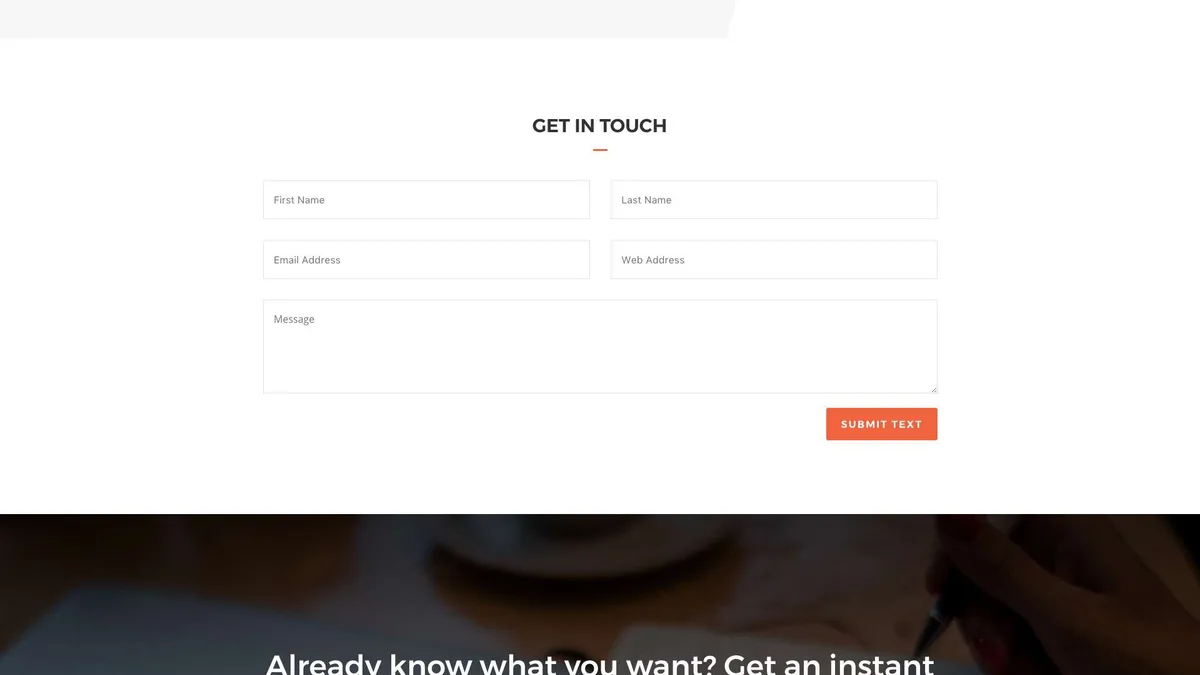 GET IN TOUCH
First Name
Last Name
Email Address
Web Address
Message
SUBMIT TEXT
Already know what you want? Get an instant